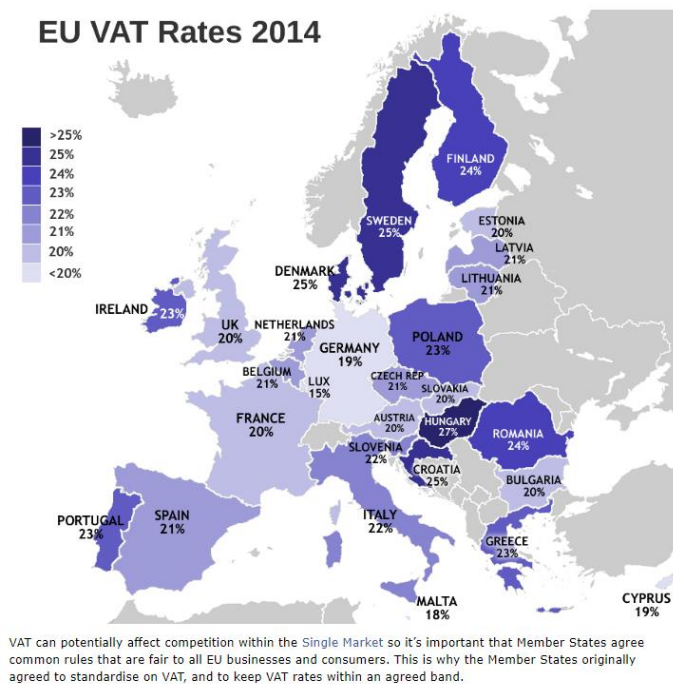 EU VAT Rates 2014
>25%
25%
24%
23%
22%
21%
20%
<20%
FINLAND
24%
SWEDEN
25%
ESTONIA
20%
LATVIA
21%
LITHUANIA
21%
DENMARK
25%
IRELAND
23%
UK
20%
NETHERLANDS
21%
GERMANY
19%
POLAND
23%
BELGIUM
21%
LUX
15%
CZECH REP
21%
SLOVAKIA
20%
FRANCE
20%
AUSTRIA
20%
HUNGARY
27%
ROMANIA
24%
SLOVENIA
22%
CROATIA
25%
BULGARIA
20%
PORTUGAL
23%
SPAIN
21%
ITALY
22%
GREECE
23%
MALTA
18%
CYPRUS
19%
VAT can potentially affect competition within the Single Market so it's important that Member States agree
common rules that are fair to all EU businesses and consumers. This is why the Member States originally
agreed to standardise on VAT, and to keep VAT rates within an agreed band.